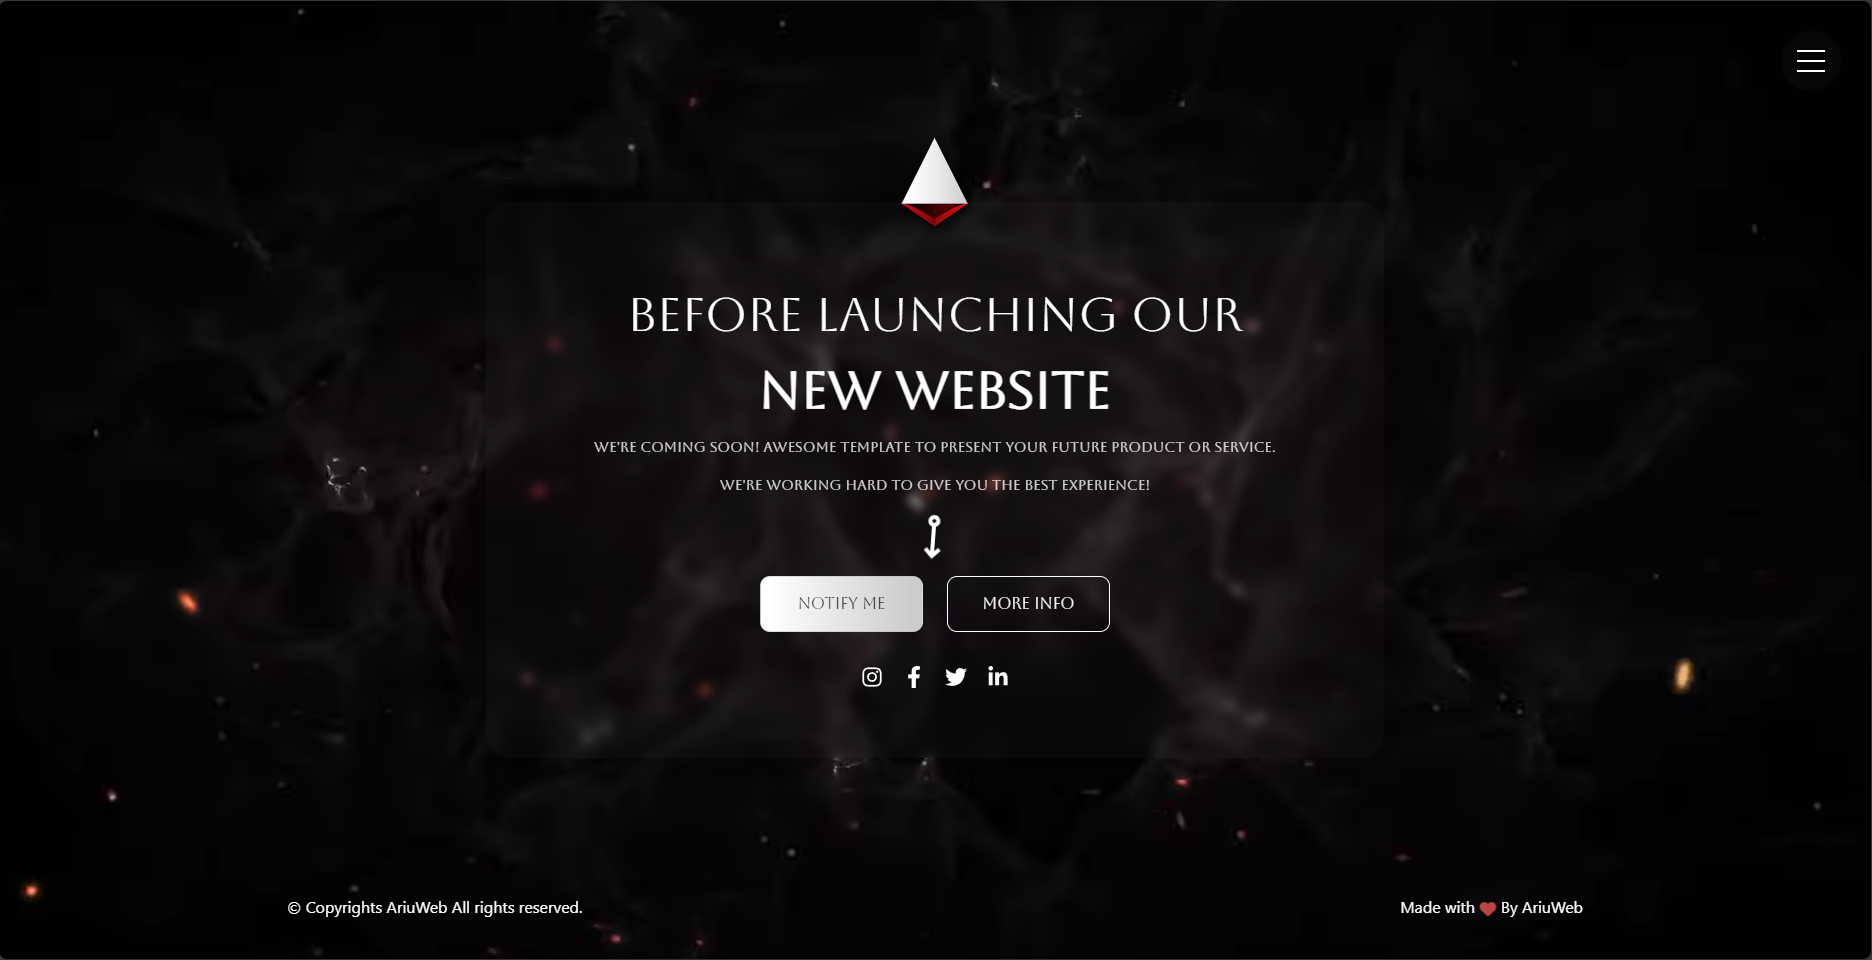 BEFORE LAUNCHING OUR
NEW WEBSITE
WE'RE COMING SOON! AWESOME TEMPLATE TO PRESENT YOUR FUTURE PRODUCT OR SERVICE.
WE'RE WORKING HARD TO GIVE YOU THE BEST EXPERIENCE!
NOTIFY ME
MORE INFO
© Copyrights AriuWeb All rights reserved.
Made with ❤ By AriuWeb